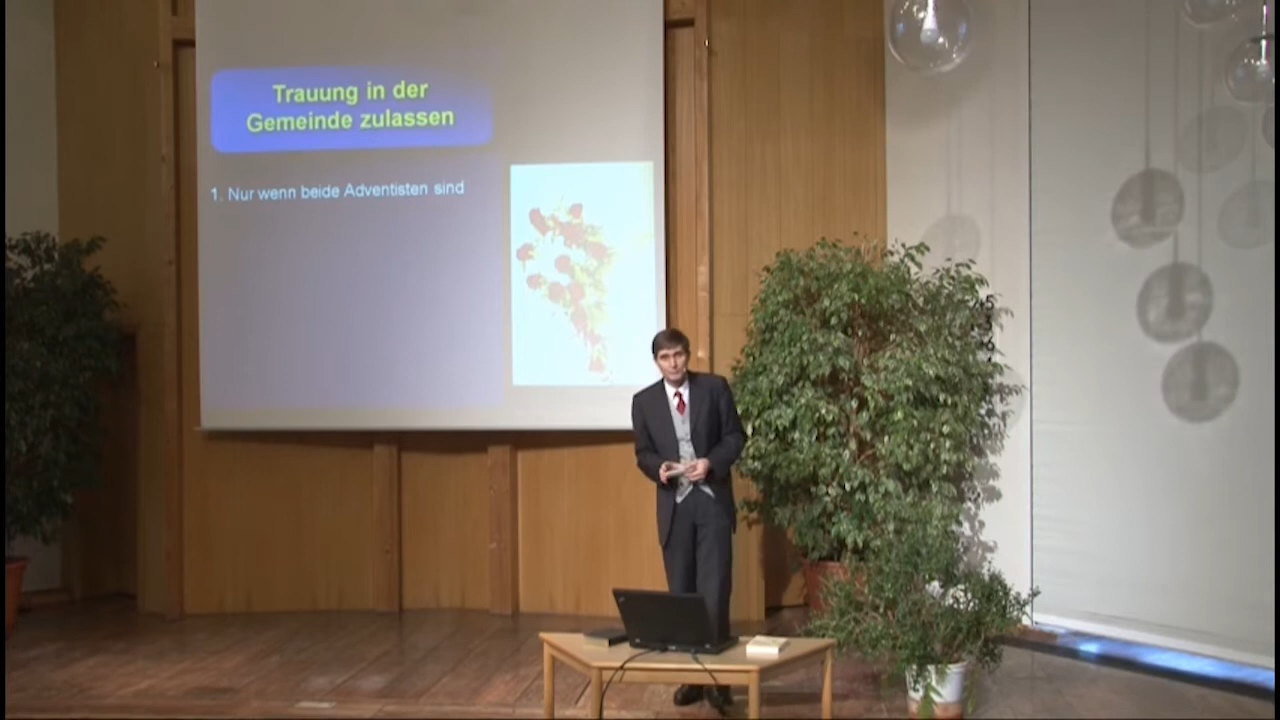 Trauung in der
Gemeinde zulassen
1. Nur wenn beide Adventisten sind